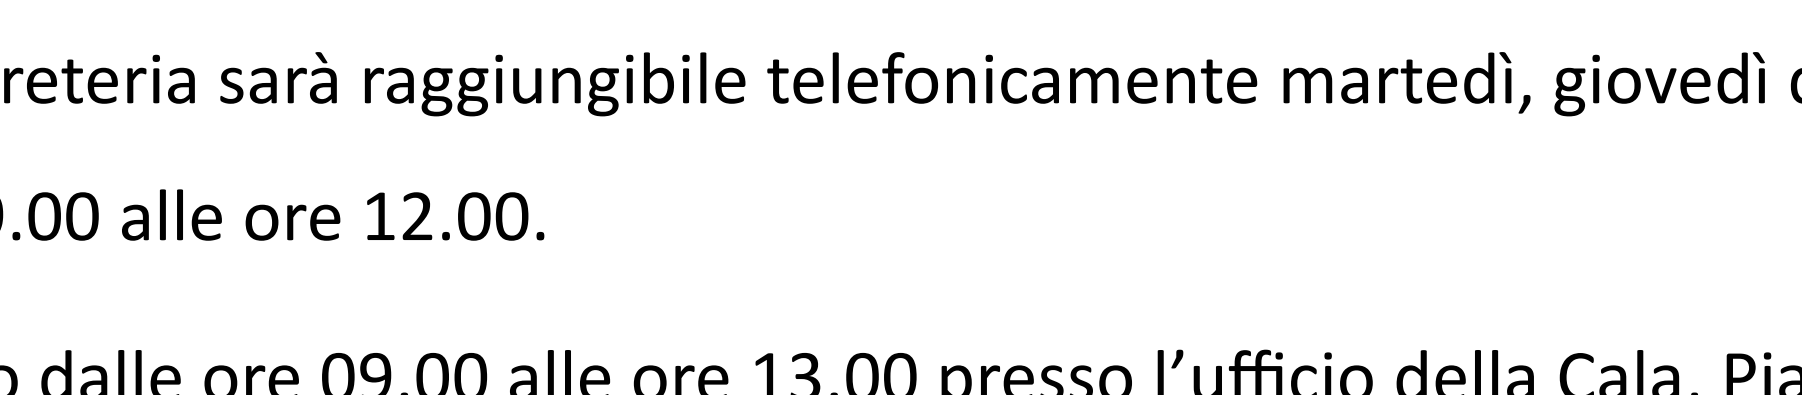 reteria sarà raggiungibile telefonicamente martedì, giovedì
.00 alle ore 12.00.
o dalle ore 09.00 alle ore 13.00 presso l’ufficio della Cala, Pia